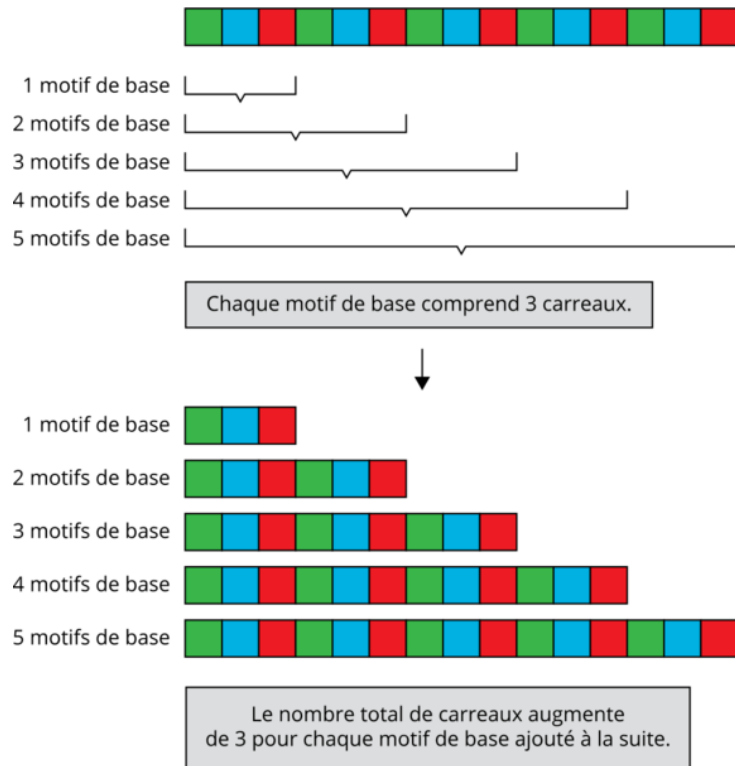 1 motif de base
2 motifs de base
3 motifs de base
4 motifs de base
5 motifs de base
Chaque motif de base comprend 3 carreaux.
1 motif de base
2 motifs de base
3 motifs de base
4 motifs de base
5 motifs de base
Le nombre total de carreaux augmente
de 3 pour chaque motif de base ajouté à la suite.